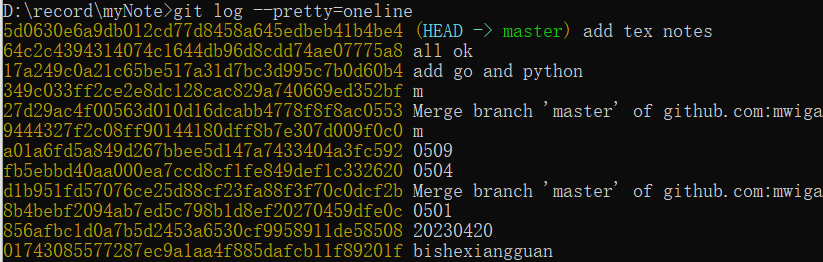 D:\record\myNote>git log --pretty=oneline
5d0630e6a9db012cd77d8458a645edbeb41b4be4 (HEAD -> master) add tex notes
64c2c4394314074c1644db96d8cdd74ae07775a8 all ok
17a249c0a21c65be517a31d7bc3d995c7b0d60b4 add go and python
349c033ff2ce2e8dc128cac829a740669ed352bf m
27d29ac4f00563d010d16dcabb4778f8f8ac0553 Merge branch 'master' of github.com:mwiga
9444327f2c08ff90144180dff8b7e307d009f0c0 m
a01a6fd5a849d267bbee5d147a7433404a3fc592 0509
fb5ebbd40aa000ea7ccd8cf1fe849def1c332620 0504
d1b951fd57076ce25d88cf23fa88f3f70c0dcf2b Merge branch 'master' of github.com:mwiga
8b4bebf2094ab7ed5c798b1d8ef20270459dfe0c 0501
856afbc1d0a7b5d2453a6530cf9958911de58508 20230420
01743085577287ec9a1aa4f885dafcb11f89201f bishexiangguan